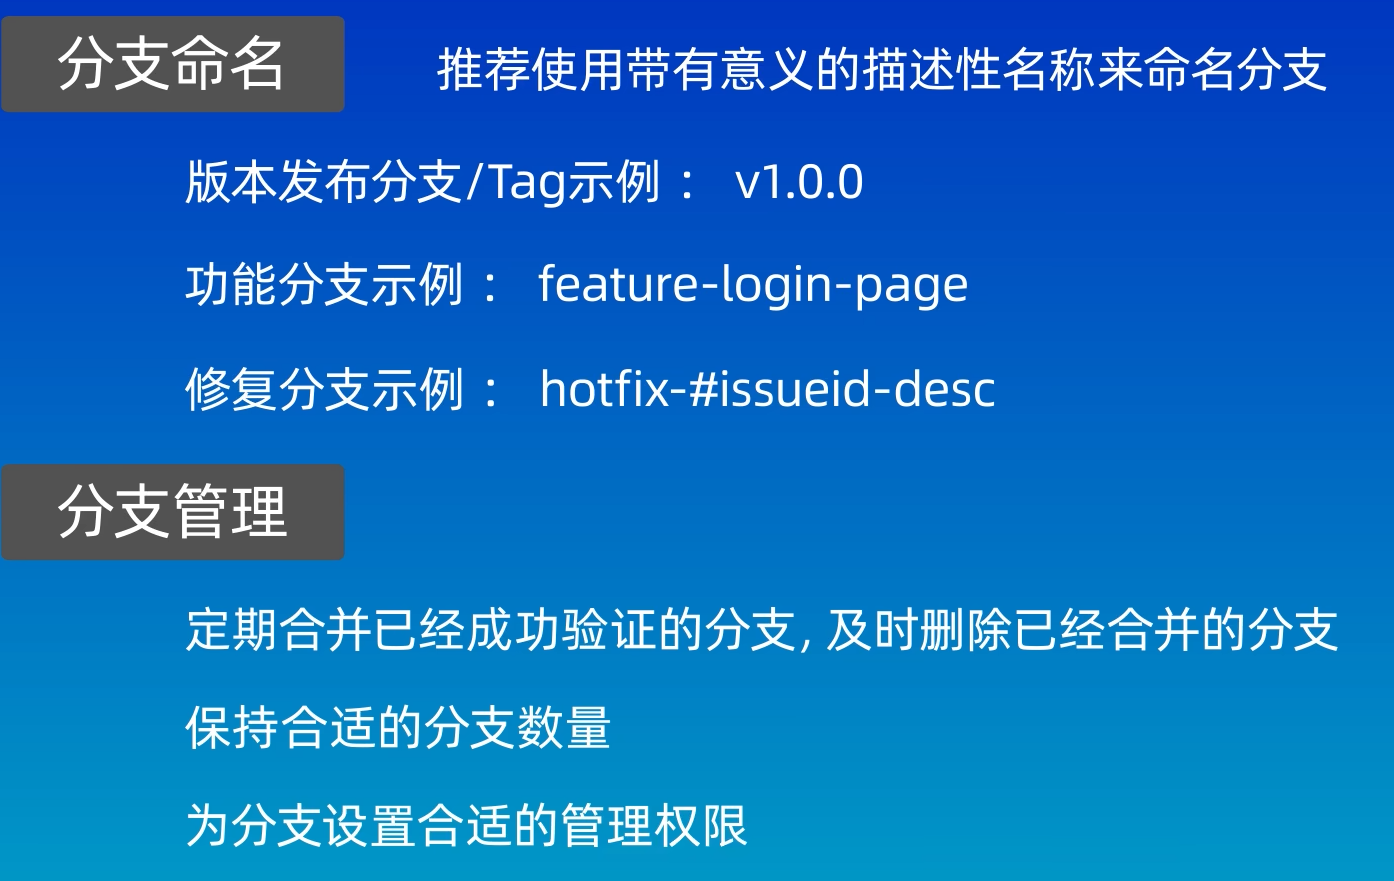 分支命名 推荐使用带有意义的描述性名称来命名分支
版本发布分支/Tag示例： v1.0.0
功能分支示例： feature-login-page
修复分支示例： hotfix-#issueid-desc
分支管理
定期合并已经成功验证的分支, 及时删除已经合并的分支
保持合适的分支数量
为分支设置合适的管理权限